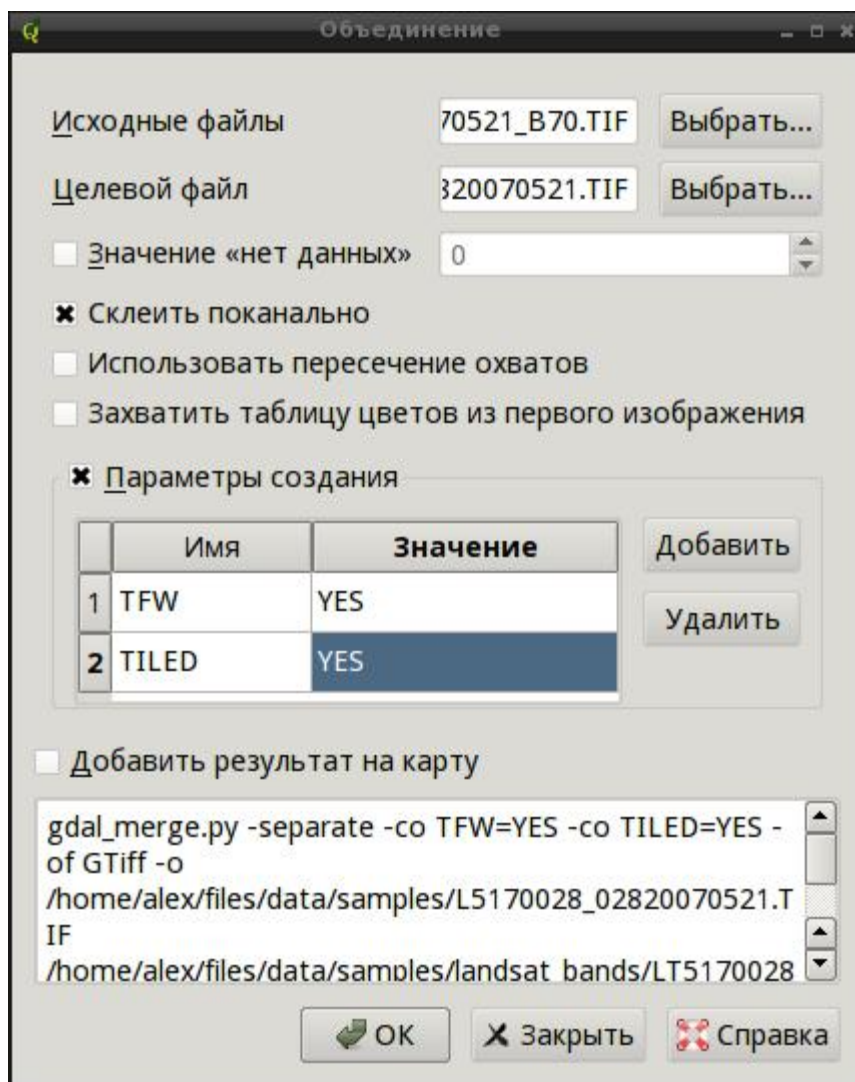 Объединение
Исходные файлы 70521_B70.TIF Выбрать...
Целевой файл 320070521.TIF Выбрать...
Значение «нет данных» 0
Склеить поканально
Использовать пересечение охватов
Захватить таблицу цветов из первого изображения
Параметры создания
Имя Значение
1 TFW YES
2 TILED YES
Добавить
Удалить
Добавить результат на карту
gdal_merge.py -separate -co TFW=YES -co TILED=YES -
of GTiff -o
/home/alex/files/data/samples/L5170028_02820070521.T
IF
/home/alex/files/data/samples/landsat_bands/LT5170028
OK Закрыть Справка